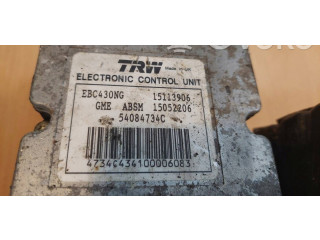 TRW
ELECTRONIC CONTROL UNIT
EBC430NG 15113906
GME ABSM 15052206
54084734C
4734C434100006083